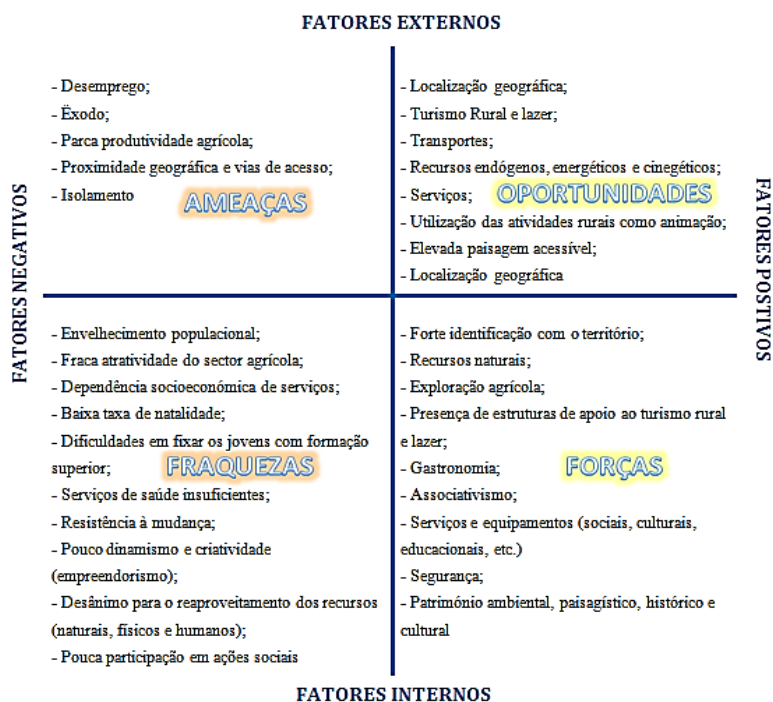 FATORES EXTERNOS
- Desemprego;
- Ëxodo;
- Parca produtividade agrícola;
- Proximidade geográfica e vias de acesso;
- Isolamento
AMEAÇAS
- Localização geográfica;
- Turismo Rural e lazer;
- Transportes;
- Recursos endógenos, energéticos e cinegéticos;
- Serviços;
OPORTUNIDADES
- Utilização das atividades rurais como animação;
- Elevada paisagem acessível;
- Localização geográfica
FATORES NEGATIVOS
FATORES POSTIVOS
- Envelhecimento populacional;
- Fraca atratividade do sector agrícola;
- Dependência socioeconómica de serviços;
- Baixa taxa de natalidade;
- Dificuldades em fixar os jovens com formação
superior;
FRAQUEZAS
- Serviços de saúde insuficientes;
- Resistência à mudança;
- Pouco dinamismo e criatividade
(empreendorismo);
- Desânimo para o reaproveitamento dos recursos
(naturais, físicos e humanos);
- Pouca participação em ações sociais
- Forte identificação com o território;
- Recursos naturais;
- Exploração agrícola;
- Presença de estruturas de apoio ao turismo rural
e lazer;
- Gastronomia;
FORÇAS
- Associativismo;
- Serviços e equipamentos (sociais, culturais,
educacionais, etc.)
- Segurança;
- Património ambiental, paisagístico, histórico e
cultural
FATORES INTERNOS